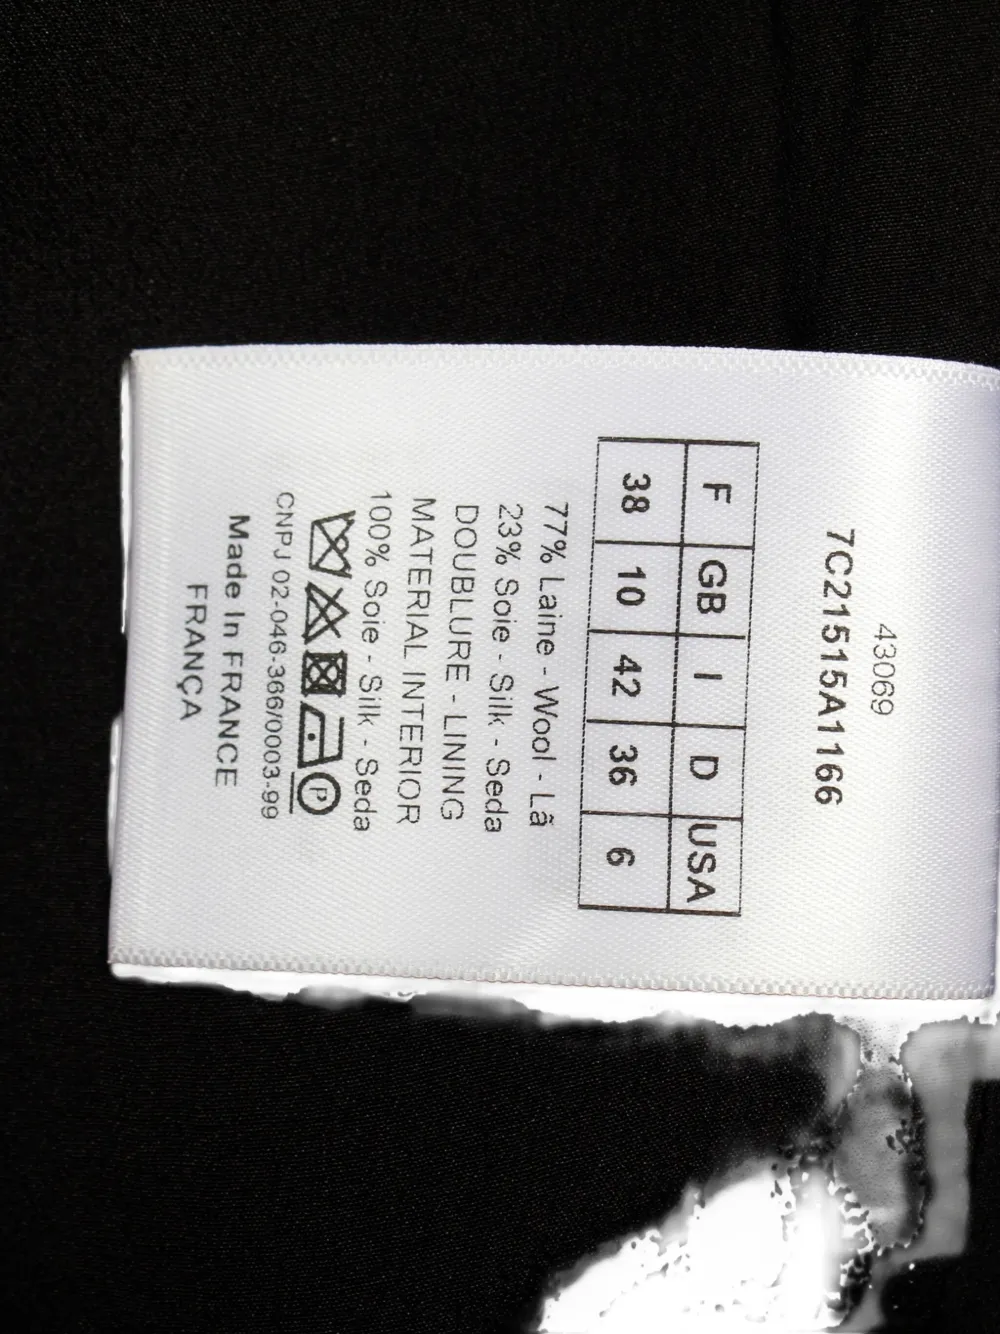 43069
7C21515A1166
F GB I D USA
38 10 42 36 6
77% Laine - Wool - Lã
23% Soie - Silk - Seda
DOUBLURE - LINING
MATERIAL INTERIOR
100% Soie - Silk - Seda
P
CNPJ 02-046-366/0003-99
Made In FRANCE
FRANÇA